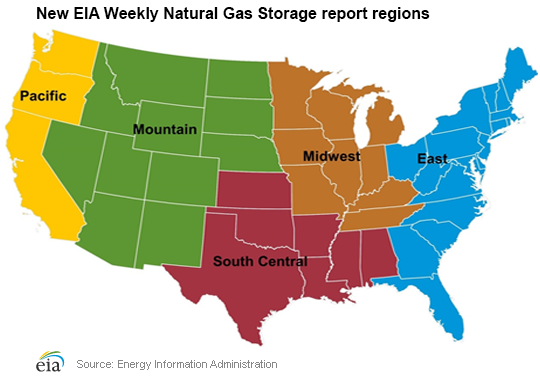 New EIA Weekly Natural Gas Storage report regions
Pacific
Mountain
Midwest
East
South Central
eia
Source: Energy Information Administration